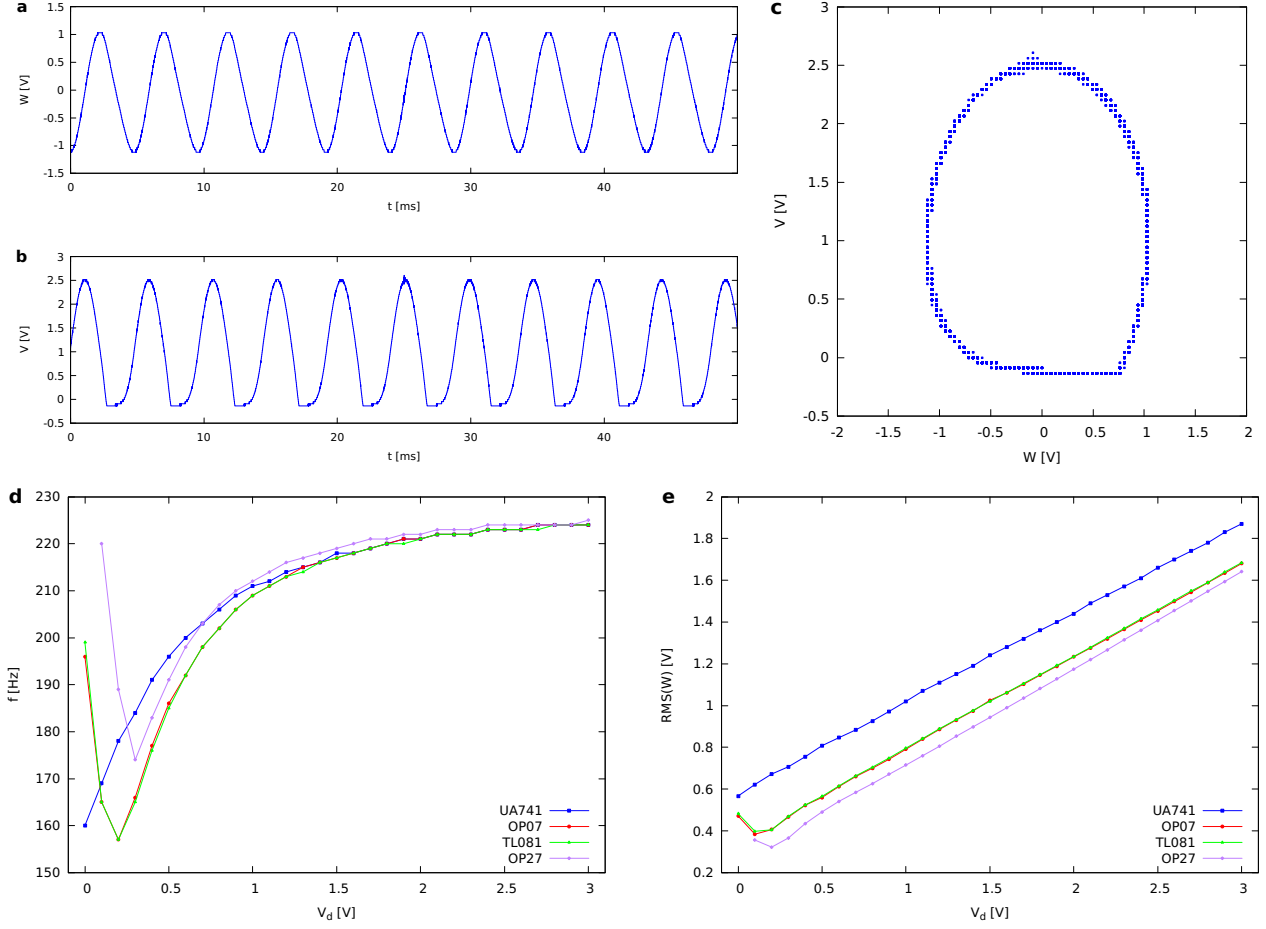 a
1.5
1
0.5
0
-0.5
-1
-1.5
W [V]
0 10 20 30 40
t [ms]
b
3
2.5
2
1.5
1
0.5
0
-0.5
V [V]
0 10 20 30 40
t [ms]
c
3
2.5
2
1.5
1
0.5
0
-0.5
V [V]
-2 -1.5 -1 -0.5 0 0.5 1 1.5 2
W [V]
d
230
220
210
200
190
180
170
160
150
f [Hz]
0 0.5 1 1.5 2 2.5 3
V_d [V]
UA741
OP07
TL081
OP27
e
2
1.8
1.6
1.4
1.2
1
0.8
0.6
0.4
0.2
RMS(W) [V]
0 0.5 1 1.5 2 2.5 3
V_d [V]
UA741
OP07
TL081
OP27